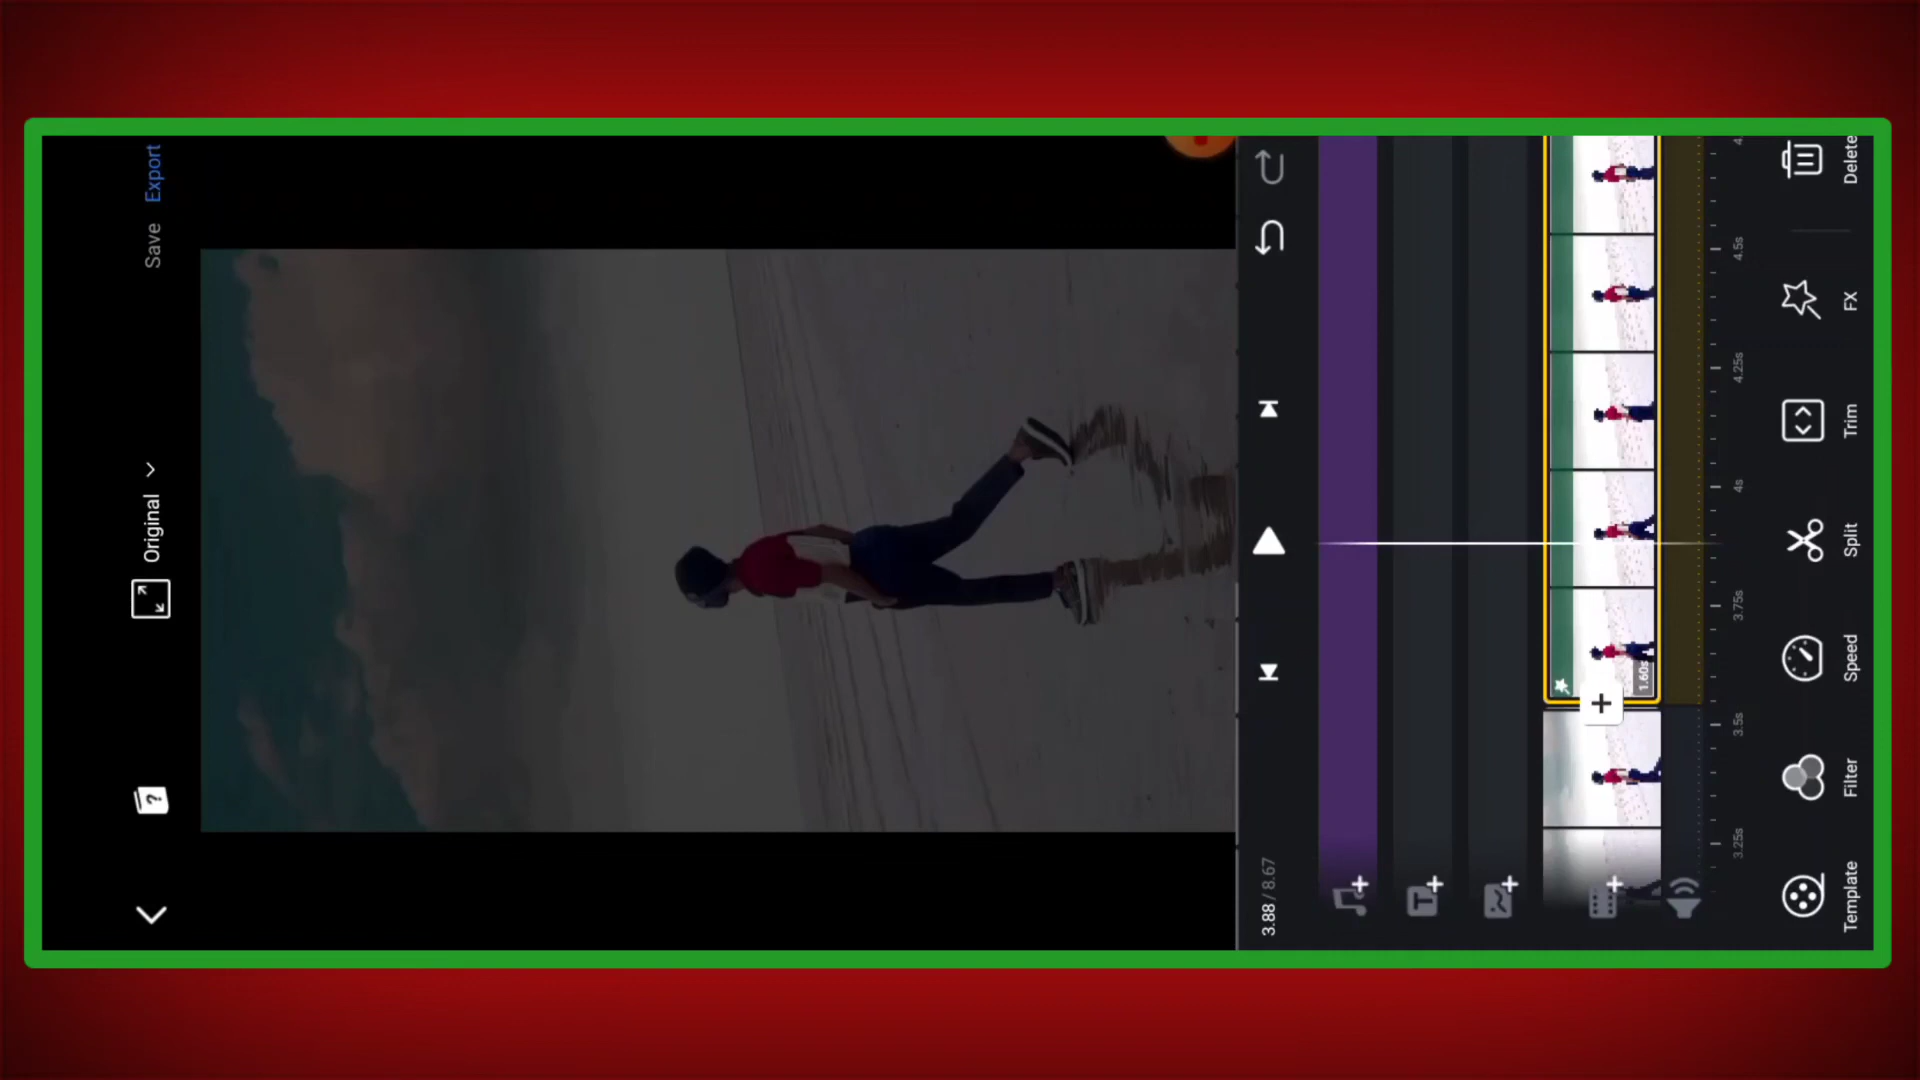 Original
Save
Export
3.88 / 8.67
T
1.60s
3.25s
3.5s
3.75s
4s
4.25s
4.5s
Template
Filter
Speed
Split
Trim
FX
Delete